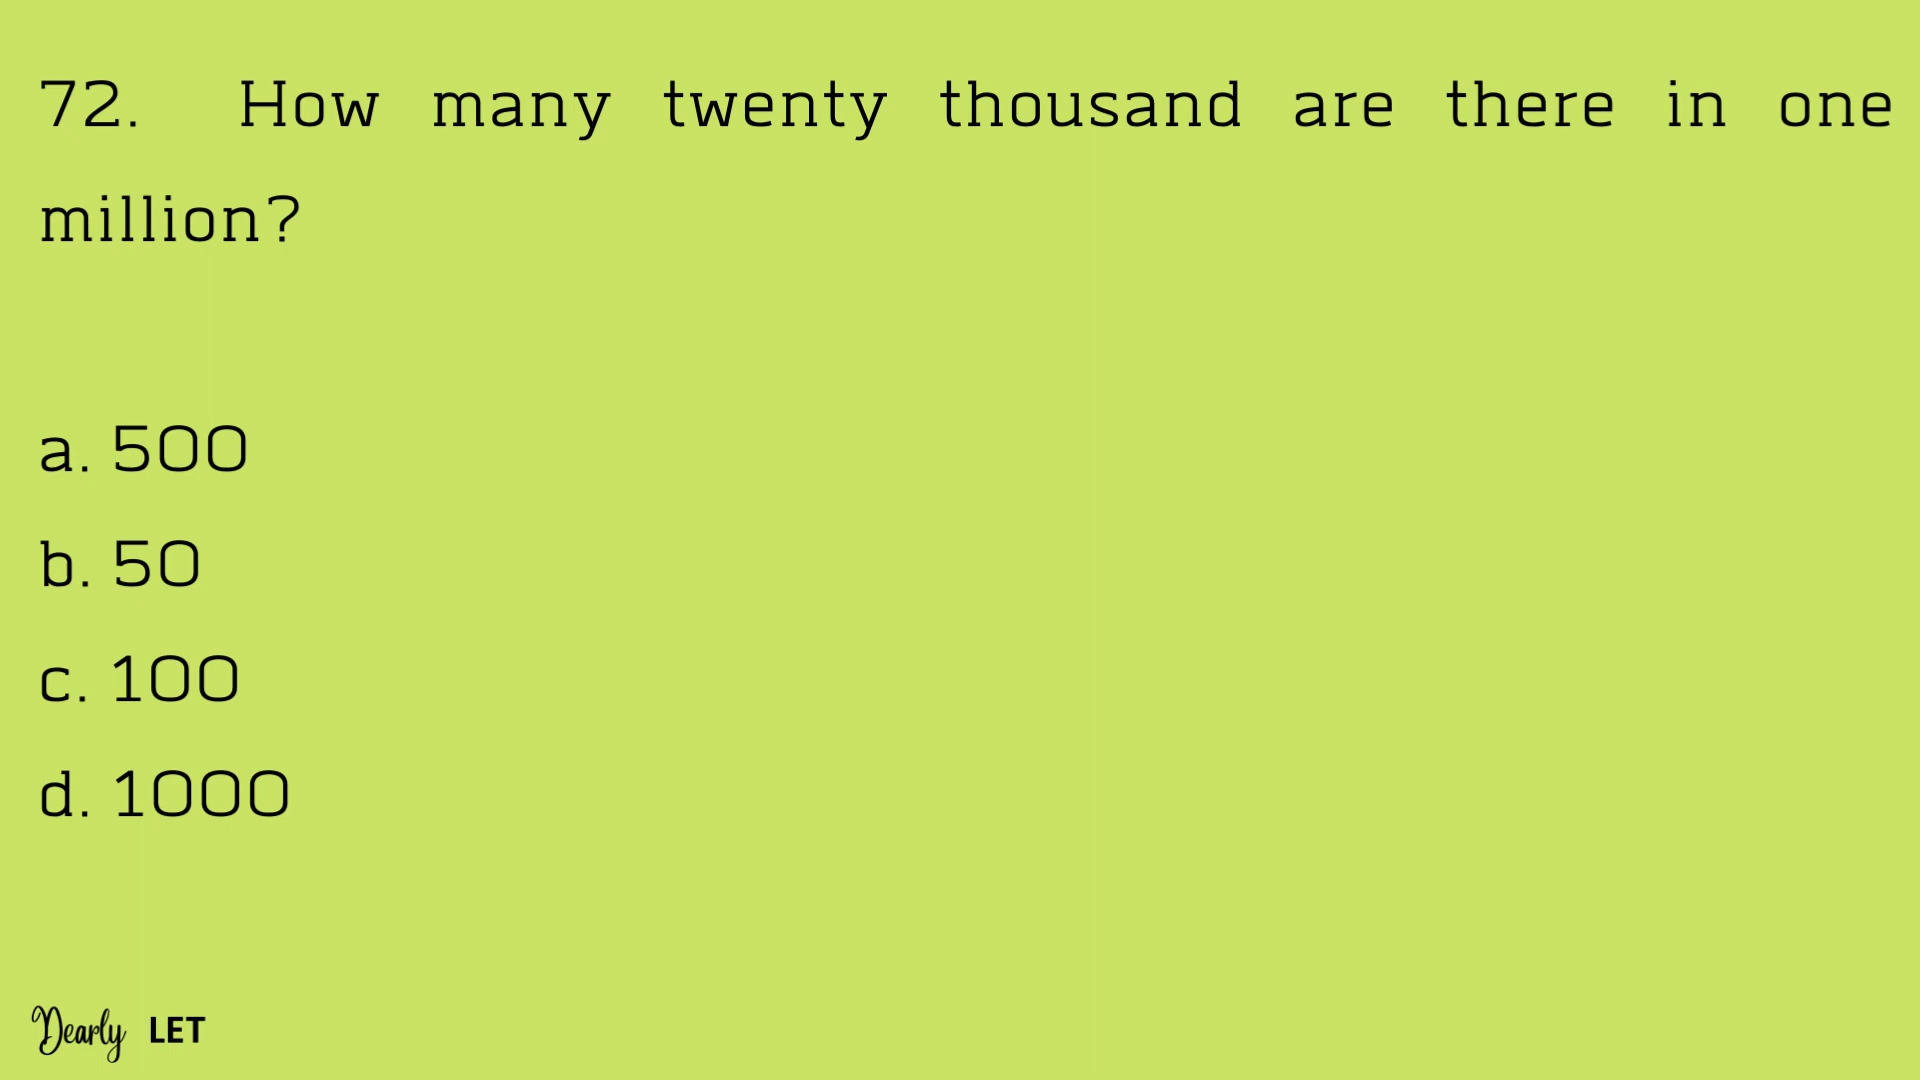 72. How many twenty thousand are there in one
million?
a. 500
b. 50
c. 100
d. 1000
Dearly LET